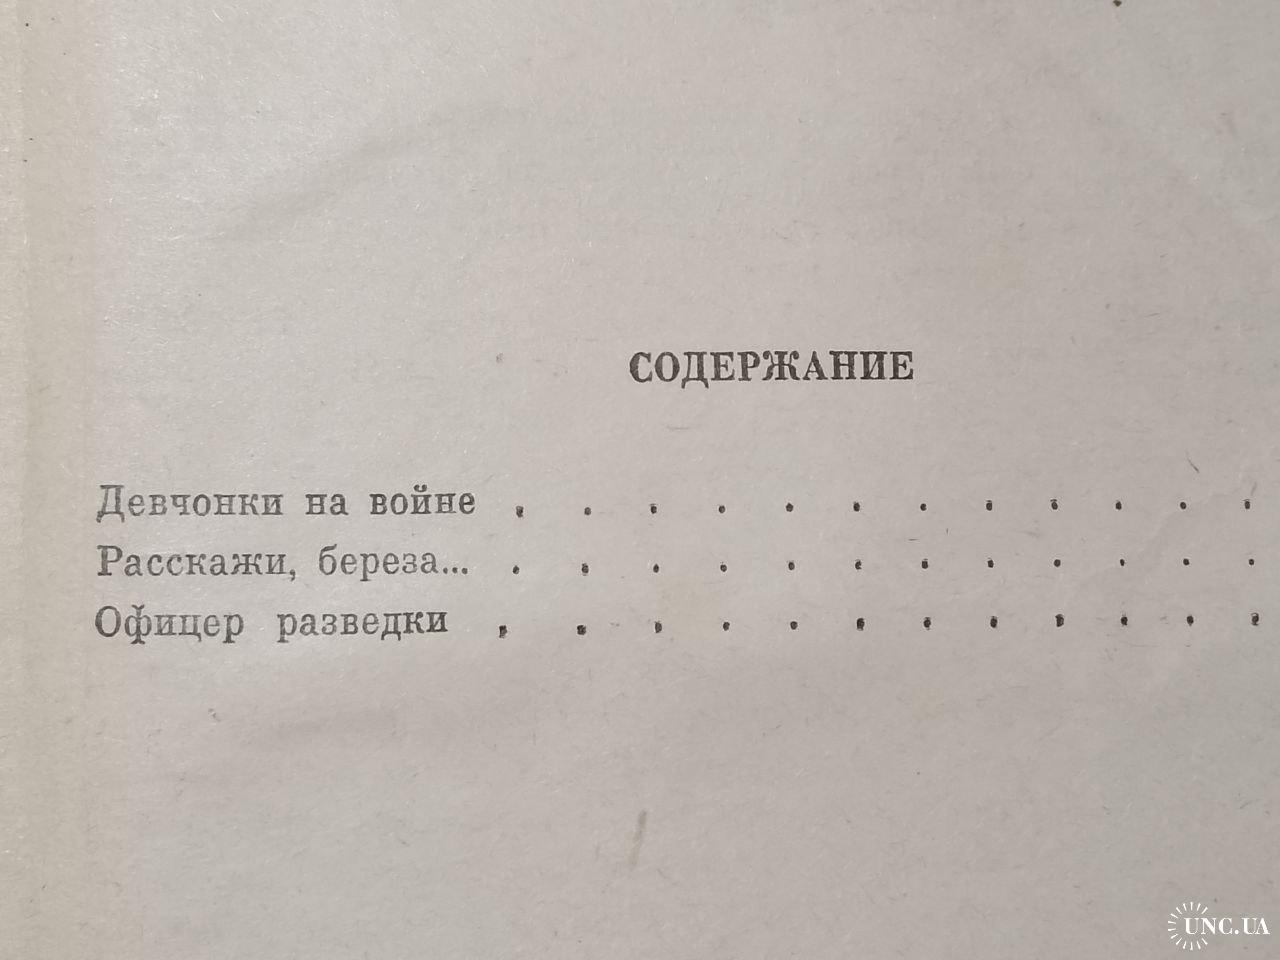 СОДЕРЖАНИЕ
Девчонки на войне . . . . . . . . . . . .
Расскажи, береза... . . . . . . . . . . . .
Офицер разведки . . . . . . . . . . . .
UNC.UA